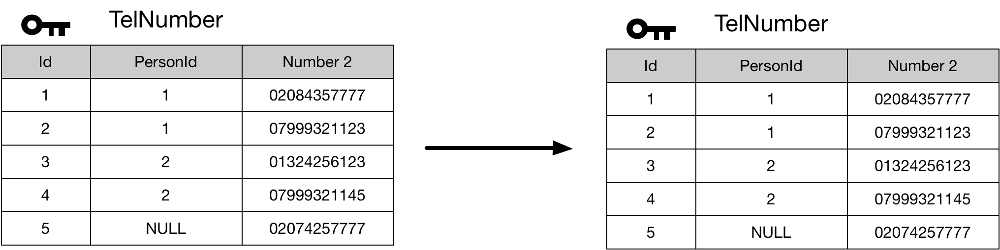 TelNumber
Id PersonId Number 2
1 1 02084357777
2 1 07999321123
3 2 01324256123
4 2 07999321145
5 NULL 02074257777
TelNumber
Id PersonId Number 2
1 1 02084357777
2 1 07999321123
3 2 01324256123
4 2 07999321145
5 NULL 02074257777